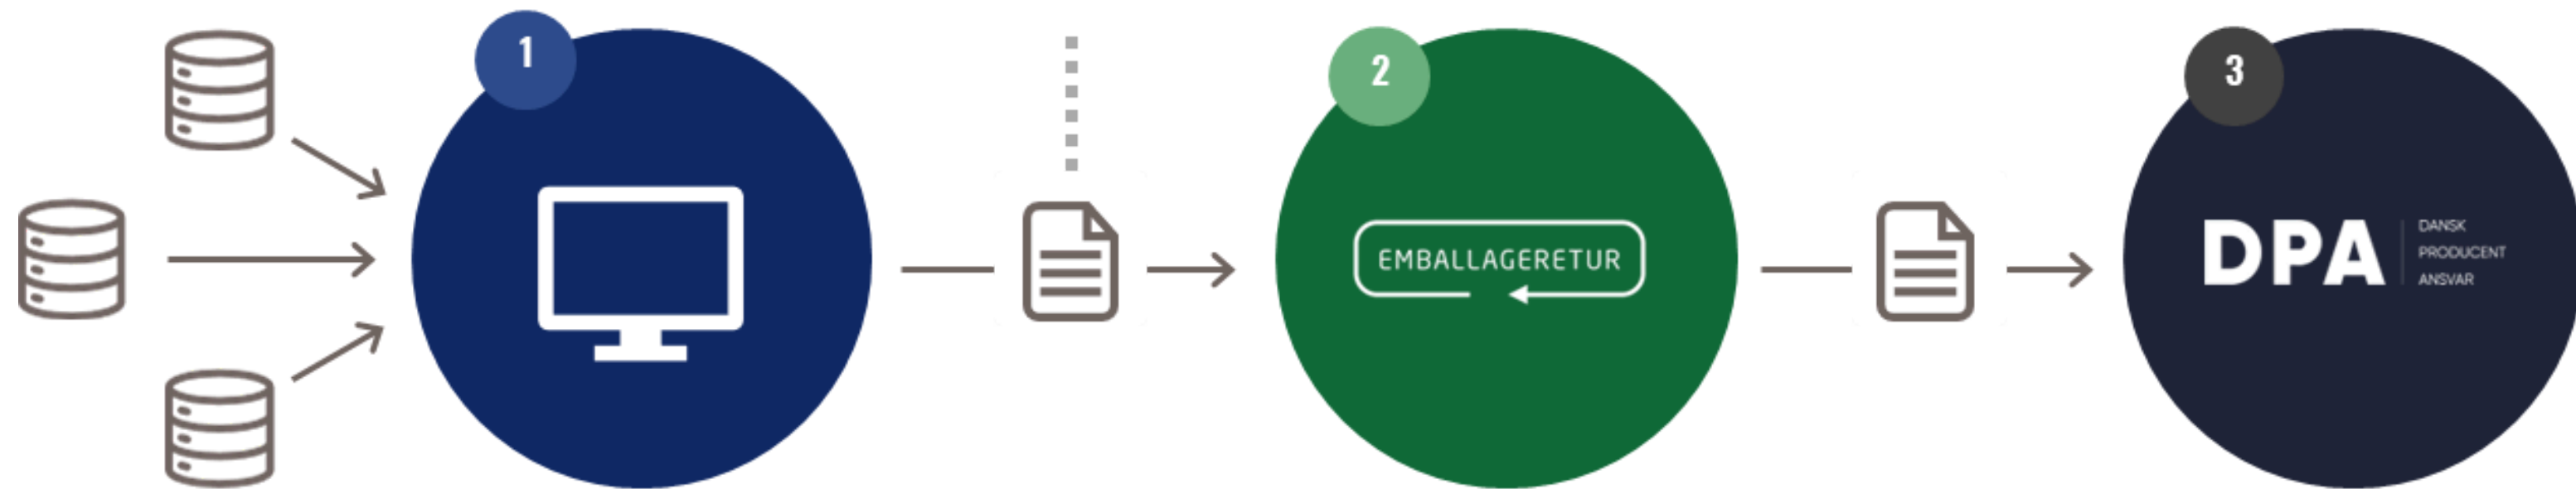 1
2
3
EMBALLAGERETUR
DPA
DANSK
PRODUCENT
ANSVAR